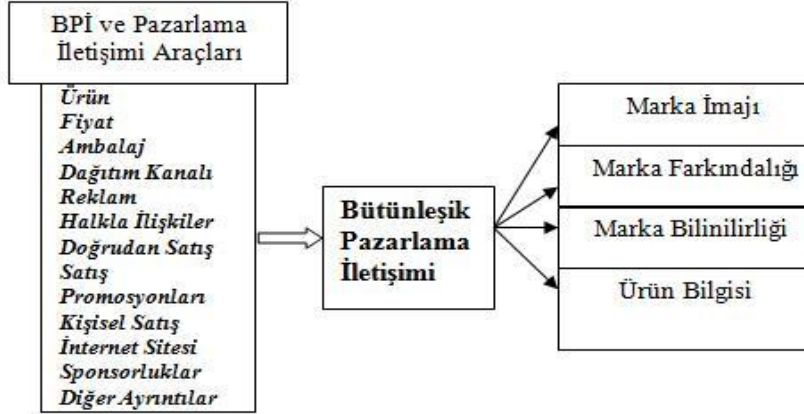 BPİ ve Pazarlama
İletişimi Araçları
Ürün
Fiyat
Ambalaj
Dağıtım Kanalı
Reklam
Halkla İlişkiler
Doğrudan Satış
Satış
Promosyonları
Kişisel Satış
İnternet Sitesi
Sponsorluklar
Diğer Ayrıntılar
Bütünleşik
Pazarlama
İletişimi
Marka İmajı
Marka Farkındalığı
Marka Bilinilirliği
Ürün Bilgisi